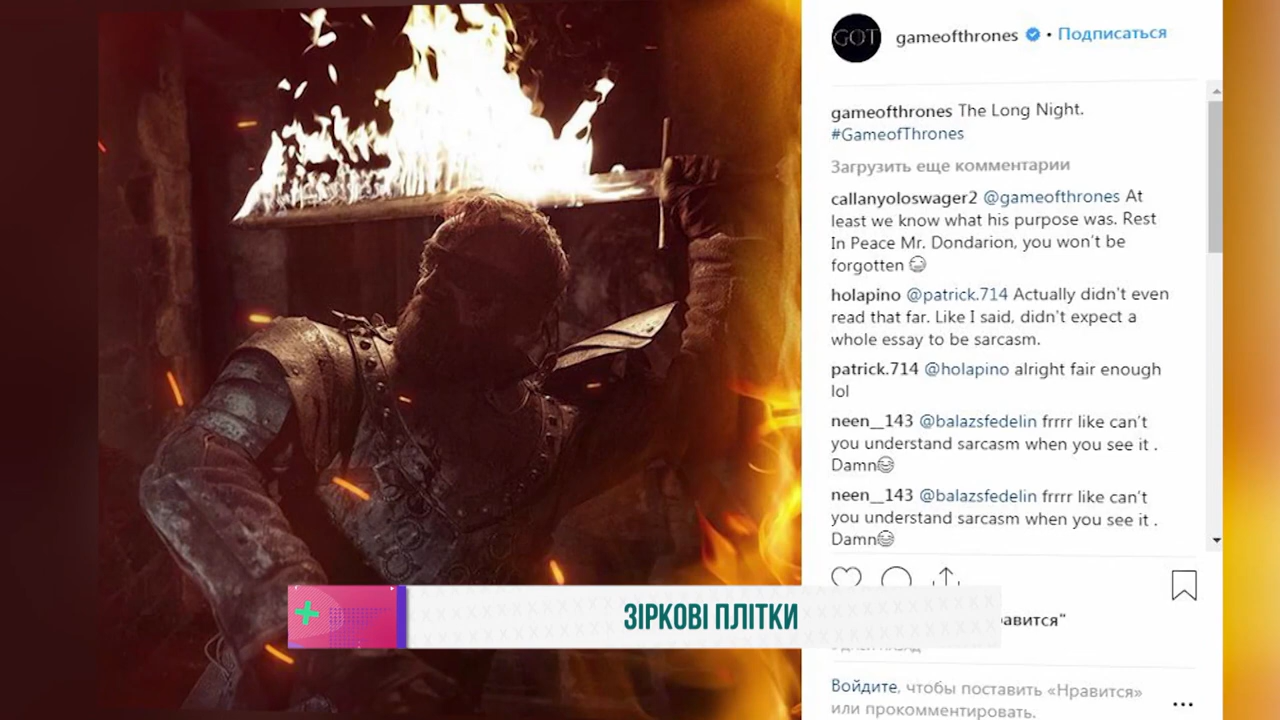 GOT
gameofthrones • Подписаться
gameofthrones The Long Night.
#GameofThrones
Загрузить еще комментарии
callanyoloswager2 @gameofthrones At
least we know what his purpose was. Rest
In Peace Mr. Dondarion, you won't be
forgotten
holapino @patrick.714 Actually didn't even
read that far. Like I said, didn't expect a
whole essay to be sarcasm.
patrick.714 @holapino alright fair enough
lol
neen__143 @balazsfedelin frrrr like can't
you understand sarcasm when you see it .
Damn
neen__143 @balazsfedelin frrrr like can't
you understand sarcasm when you see it .
Damn
ЗІРКОВІ ПЛІТКИ
Войдите, чтобы поставить «Нравится»
или прокомментировать.